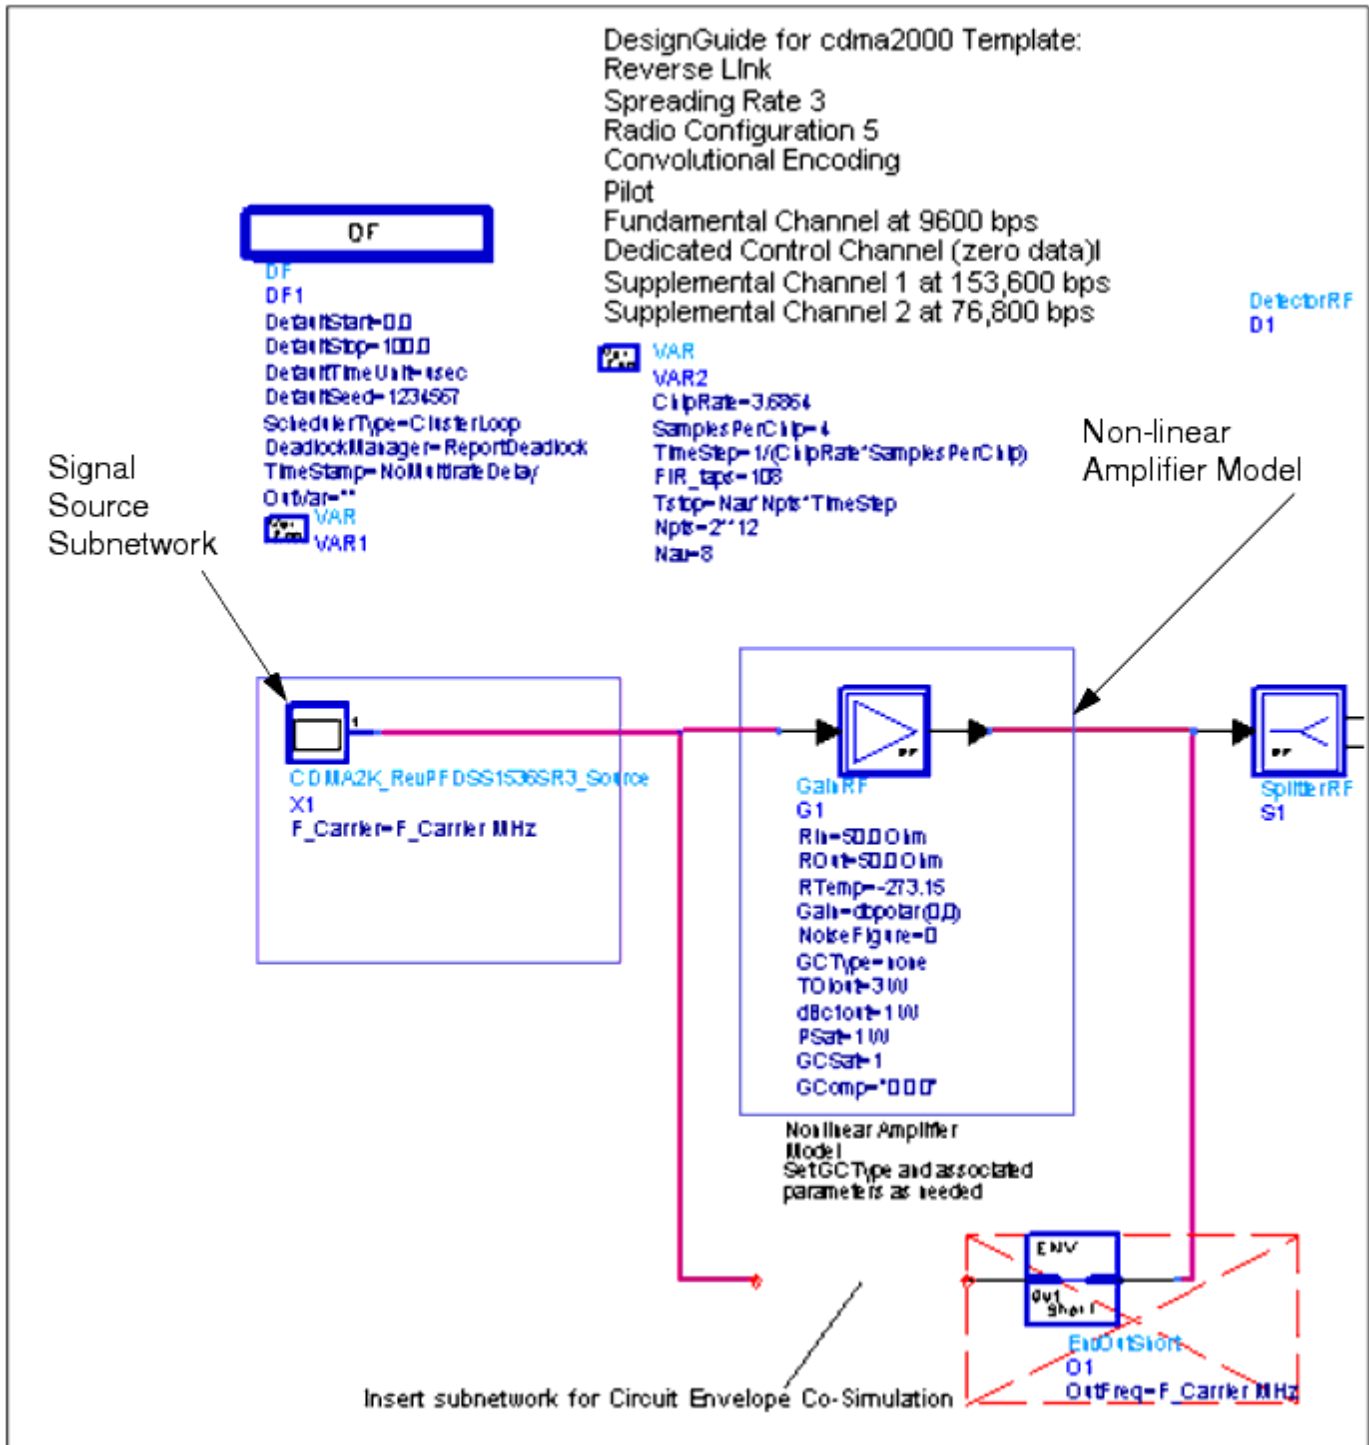 DesignGuide for cdma2000 Template:
Reverse LInk
Spreading Rate 3
Radio Configuration 5
Convolutional Encoding
Pilot
Fundamental Channel at 9600 bps
Dedicated Control Channel (zero data)l
Supplemental Channel 1 at 153,600 bps
Supplemental Channel 2 at 76,800 bps
DF
DF
DF1
DefaultStart=0.0
DefaultStop=100.0
DefaultTimeUnit=usec
DefaultSeed=1234567
SchedulerType=ClusterLoop
DeadlockManager=ReportDeadlock
TimeStamp=NoMultirateDelay
OutVar=""
VAR
VAR1
VAR
VAR2
ChipRate=3.6864
SamplesPerChip=4
TimeStep=1/(ChipRate*SamplesPerChip)
FIR_taps=108
Tstop=Nav*Npts*TimeStep
Npts=2**12
Nav=8
DetectorRF
D1
Signal
Source
Subnetwork
Non-linear
Amplifier Model
1
CDMA2K_RevPFDSS1536SR3_Source
X1
F_Carrier=F_Carrier MHz
RF
GainRF
G1
RIn=50.0 Ohm
ROut=50.0 Ohm
RTemp=-273.15
Gain=dbpolar(0,0)
NoiseFigure=0
GCType=none
TOIout=3 W
dBc1out=1 W
PSat=1 W
GCSat=1
GComp="0 0 0"
Nonlinear Amplifier
Model
Set GCType and associated
parameters as needed
RF
SplitterRF
S1
ENV
Out
Short
EnvOutShort
O1
OutFreq=F_Carrier MHz
Insert subnetwork for Circuit Envelope Co-Simulation